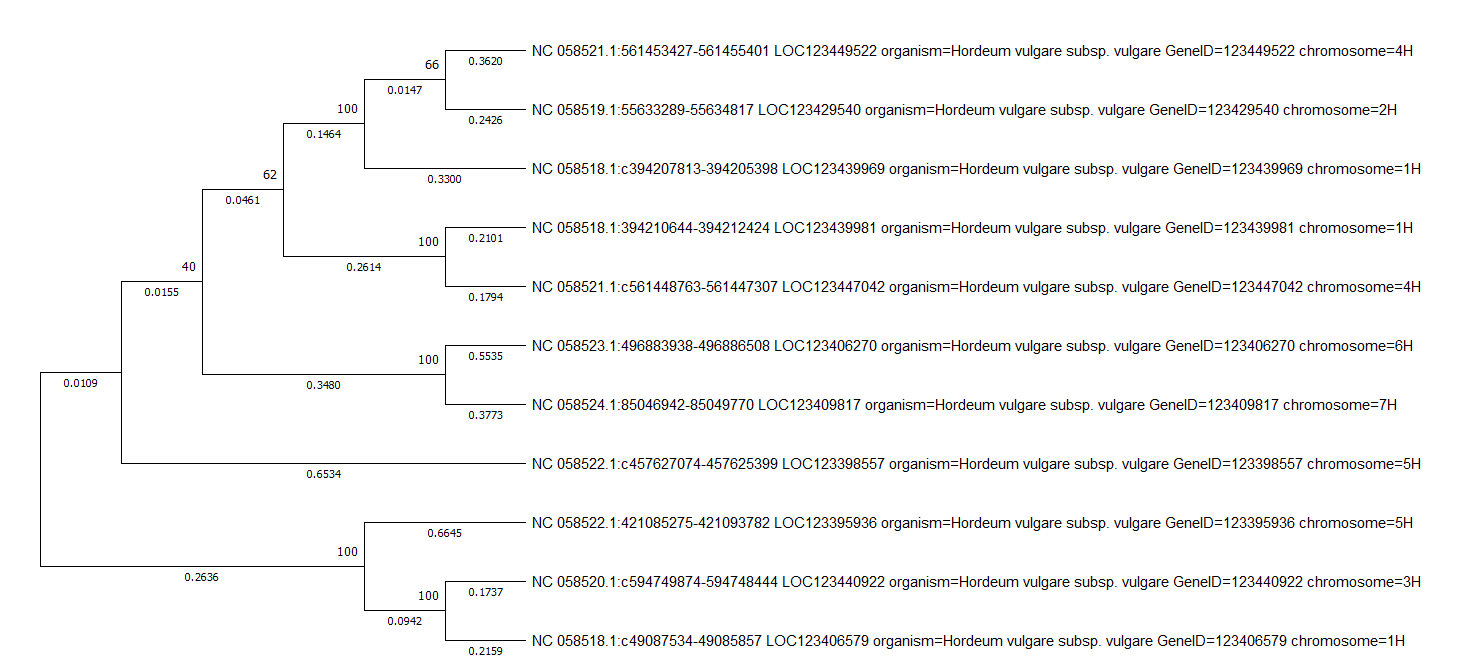 NC 058521.1:561453427-561455401 LOC123449522 organism=Hordeum vulgare subsp. vulgare GeneID=123449522 chromosome=4H
66
0.3620
0.0147
100
NC 058519.1:55633289-55634817 LOC123429540 organism=Hordeum vulgare subsp. vulgare GeneID=123429540 chromosome=2H
0.2426
0.1464
NC 058518.1:c394207813-394205398 LOC123439969 organism=Hordeum vulgare subsp. vulgare GeneID=123439969 chromosome=1H
62
0.3300
0.0461
NC 058518.1:394210644-394212424 LOC123439981 organism=Hordeum vulgare subsp. vulgare GeneID=123439981 chromosome=1H
100
0.2101
40
0.2614
NC 058521.1:c561448763-561447307 LOC123447042 organism=Hordeum vulgare subsp. vulgare GeneID=123447042 chromosome=4H
0.0155
0.1794
NC 058523.1:496883938-496886508 LOC123406270 organism=Hordeum vulgare subsp. vulgare GeneID=123406270 chromosome=6H
100
0.5535
0.0109
0.3480
NC 058524.1:85046942-85049770 LOC123409817 organism=Hordeum vulgare subsp. vulgare GeneID=123409817 chromosome=7H
0.3773
NC 058522.1:c457627074-457625399 LOC123398557 organism=Hordeum vulgare subsp. vulgare GeneID=123398557 chromosome=5H
0.6534
NC 058522.1:421085275-421093782 LOC123395936 organism=Hordeum vulgare subsp. vulgare GeneID=123395936 chromosome=5H
0.6645
100
0.2636
NC 058520.1:c594749874-594748444 LOC123440922 organism=Hordeum vulgare subsp. vulgare GeneID=123440922 chromosome=3H
100
0.1737
0.0942
NC 058518.1:c49087534-49085857 LOC123406579 organism=Hordeum vulgare subsp. vulgare GeneID=123406579 chromosome=1H
0.2159